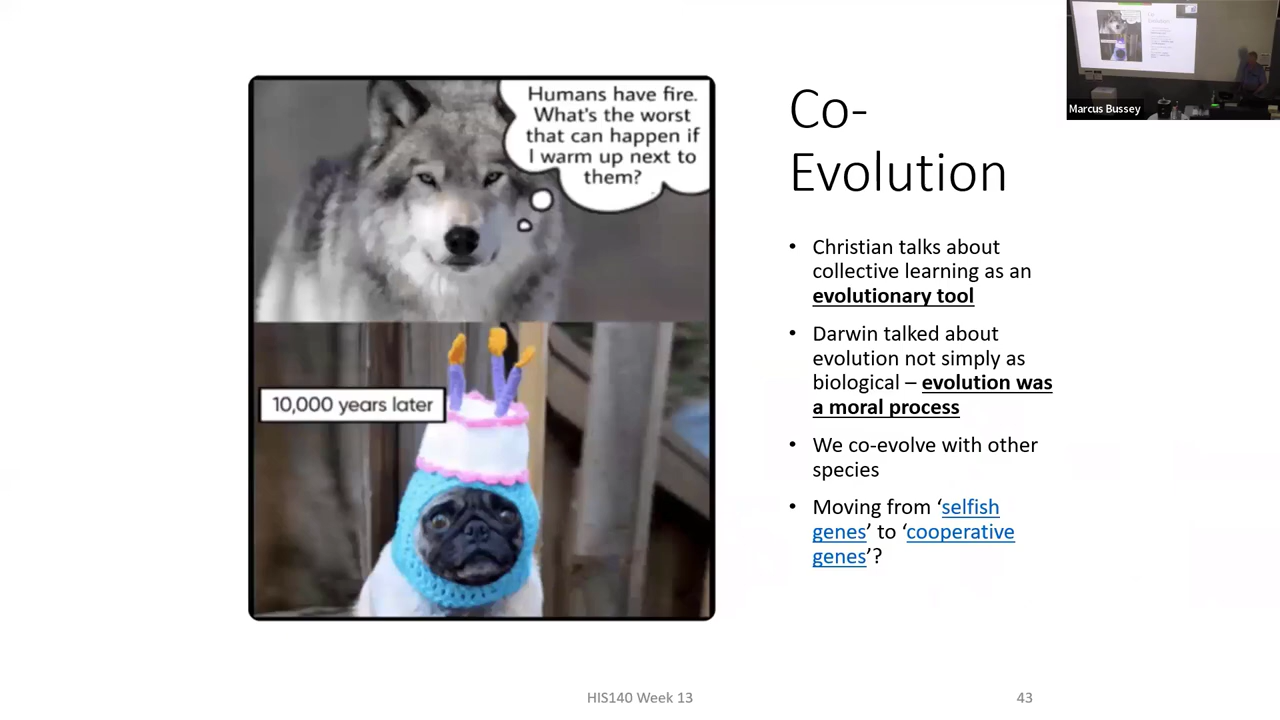 Humans have fire.
What's the worst
that can happen if
I warm up next to
them?
10,000 years later
Co-
Evolution
• Christian talks about
collective learning as an
evolutionary tool
• Darwin talked about
evolution not simply as
biological – evolution was
a moral process
• We co-evolve with other
species
• Moving from ‘selfish
genes’ to ‘cooperative
genes’?
Marcus Bussey
HIS140 Week 13
43